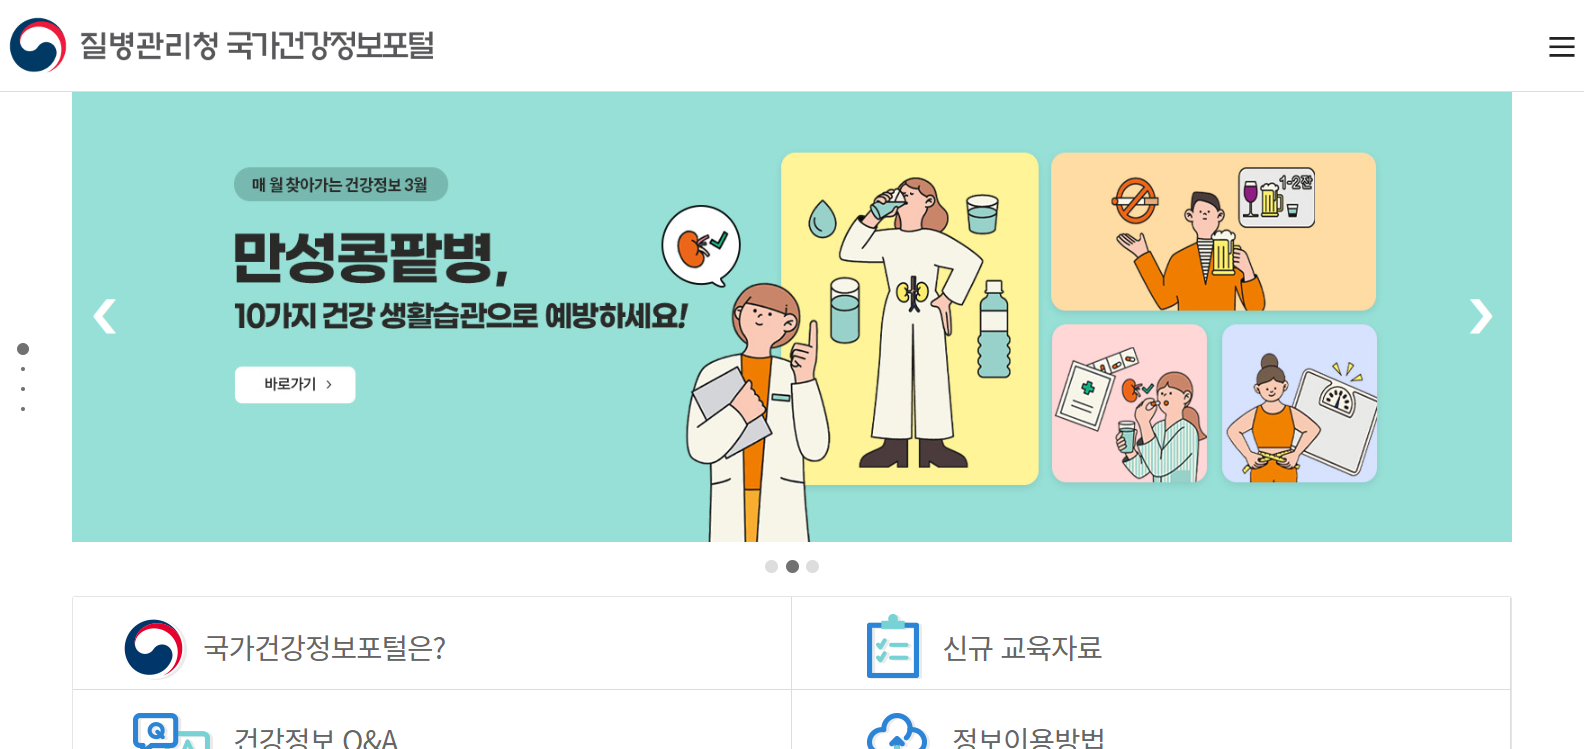 질병관리청 국가건강정보포털
매 월 찾아가는 건강정보 3월
만성콩팥병,
10가지 건강 생활습관으로 예방하세요!
바로가기
1-2잔
국가건강정보포털은?
신규 교육자료
Q
A
건강정보 Q&A
정보이용방법